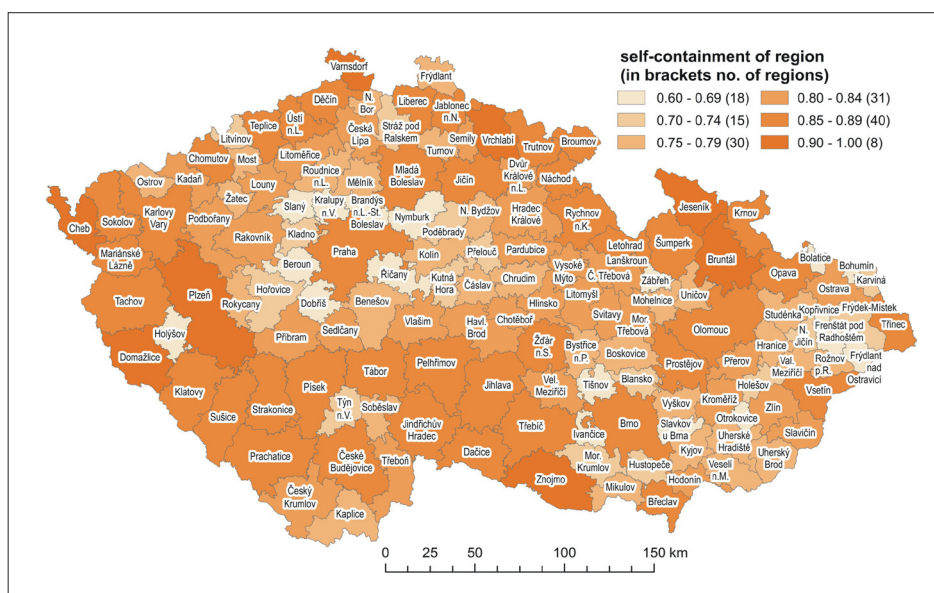 self-containment of region
(in brackets no. of regions)
0.60 - 0.69 (18)
0.80 - 0.84 (31)
0.70 - 0.74 (15)
0.85 - 0.89 (40)
0.75 - 0.79 (30)
0.90 - 1.00 (8)
Varnsdorf
Frýdlant
Děčín
N.
Bor
Liberec
Jablonec
n.N.
Teplice
Ústí
n.L.
Česká
Lípa
Stráž pod
Ralskem
Semily
Vrchlabí
Trutnov
Broumov
Litvínov
Most
Chomutov
Litoměřice
Turnov
Dvůr
Králové
n.L.
Náchod
Ostrov
Kadaň
Žatec
Louny
Roudnice
n.L.
Mělník
Mladá
Boleslav
Jičín
Cheb
Sokolov
Karlovy
Vary
Podbořany
Slaný
Kralupy
n.V.
Brandýs
n.L.-St.
Boleslav
Nymburk
N. Bydžov
Hradec
Králové
Rychnov
n.K.
Jeseník
Krnov
Rakovník
Kladno
Praha
Poděbrady
Mariánské
Lázně
Beroun
Říčany
Kolín
Přelouč
Pardubice
Letohrad
Lanškroun
Šumperk
Bruntál
Opava
Bolatice
Bohumín
Karviná
Ostrava
Tachov
Plzeň
Rokycany
Hořovice
Dobříš
Benešov
Kutná
Hora
Čáslav
Chrudim
Vysoké
Mýto
Č. Třebová
Zábřeh
Litomyšl
Mohelnice
Uničov
Hlinsko
Studénka
Kopřivnice
Frýdek-Místek
Třinec
Holýšov
Příbram
Sedlčany
Vlašim
Havl.
Brod
Chotěboř
Svitavy
Mor.
Třebová
Olomouc
Frenštát pod
Radhoštěm
N.
Jičín
Domažlice
Žďár
n.S.
Bystřice
n.P.
Boskovice
Hranice
Val.
Meziříčí
Rožnov
p.R.
Frýdlant
nad
Ostravicí
Klatovy
Písek
Tábor
Pelhřimov
Jihlava
Vel.
Meziříčí
Tišnov
Blansko
Prostějov
Přerov
Holešov
Vsetín
Sušice
Strakonice
Týn
n.V.
Soběslav
Jindřichův
Hradec
Třebíč
Brno
Vyškov
Kroměříž
Zlín
Otrokovice
Ivančice
Slavkov
u Brna
Uherské
Hradiště
Slavičín
Prachatice
České
Budějovice
Třeboň
Dačice
Mor.
Krumlov
Hustopeče
Kyjov
Veselí
n.M.
Uherský
Brod
Znojmo
Mikulov
Hodonín
Břeclav
Český
Krumlov
Kaplice
0 25 50 100 150 km